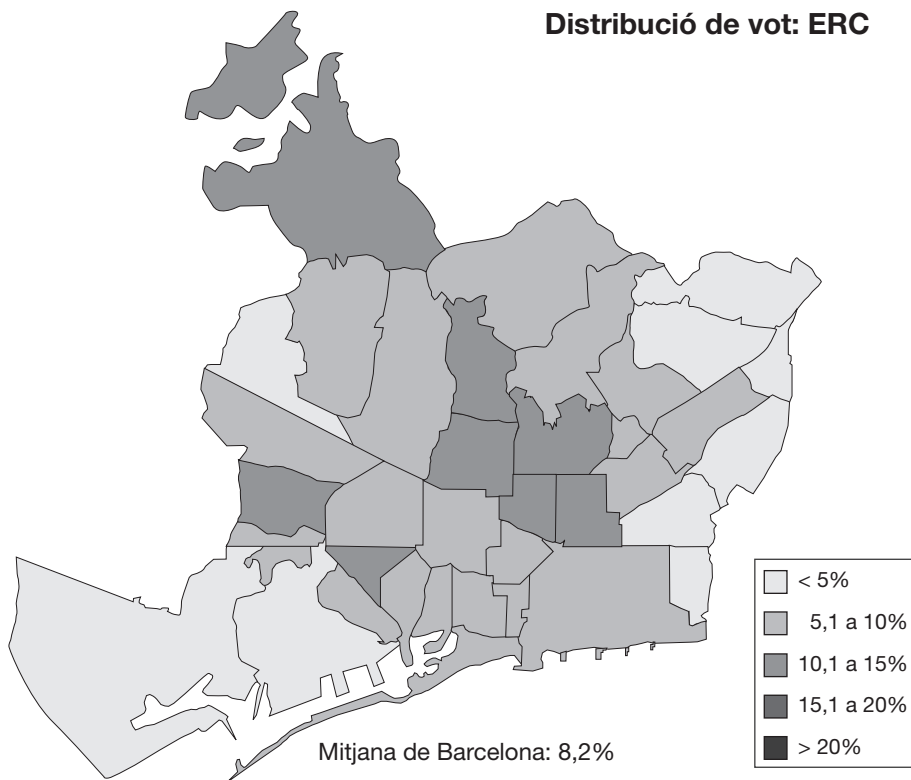 Distribució de vot: ERC
< 5%
5,1 a 10%
10,1 a 15%
15,1 a 20%
> 20%
Mitjana de Barcelona: 8,2%